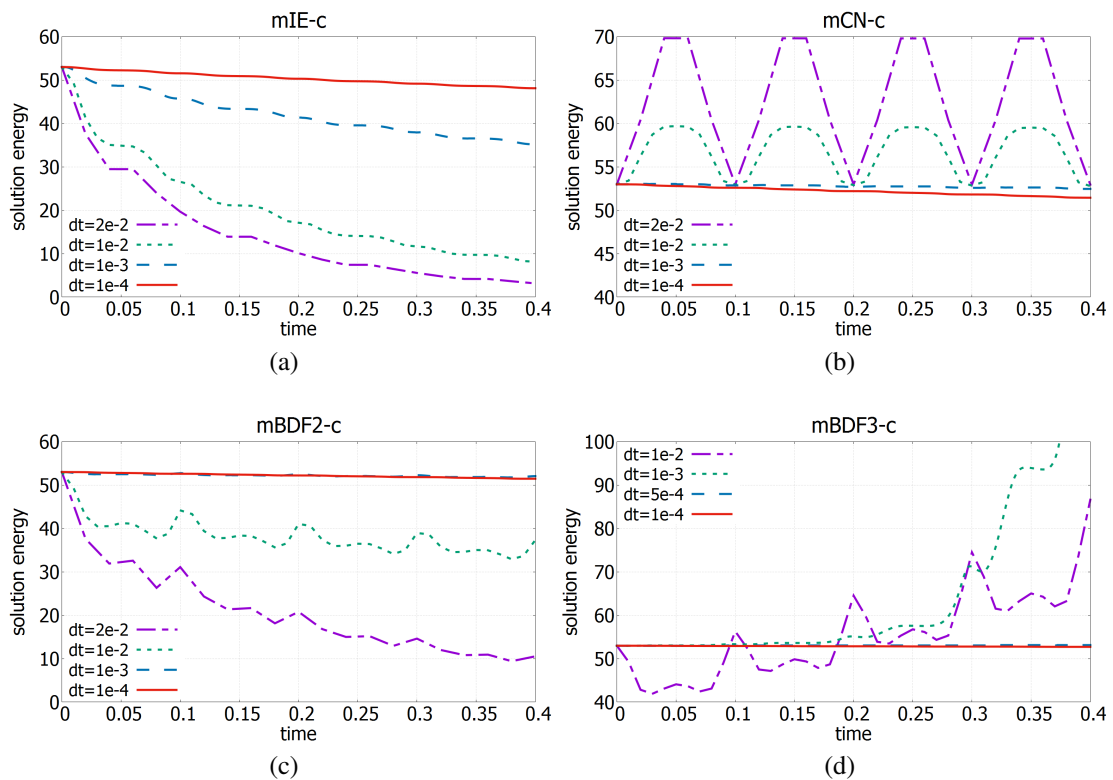 mIE-c
solution energy
60
50
40
30
20
10
0
dt=2e-2
dt=1e-2
dt=1e-3
dt=1e-4
0 0.05 0.1 0.15 0.2 0.25 0.3 0.35 0.4
time
(a)
mCN-c
solution energy
70
65
60
55
50
45
40
dt=2e-2
dt=1e-2
dt=1e-3
dt=1e-4
0 0.05 0.1 0.15 0.2 0.25 0.3 0.35 0.4
time
(b)
mBDF2-c
solution energy
60
50
40
30
20
10
0
dt=2e-2
dt=1e-2
dt=1e-3
dt=1e-4
0 0.05 0.1 0.15 0.2 0.25 0.3 0.35 0.4
time
(c)
mBDF3-c
solution energy
100
90
80
70
60
50
40
dt=1e-2
dt=1e-3
dt=5e-4
dt=1e-4
0 0.05 0.1 0.15 0.2 0.25 0.3 0.35 0.4
time
(d)